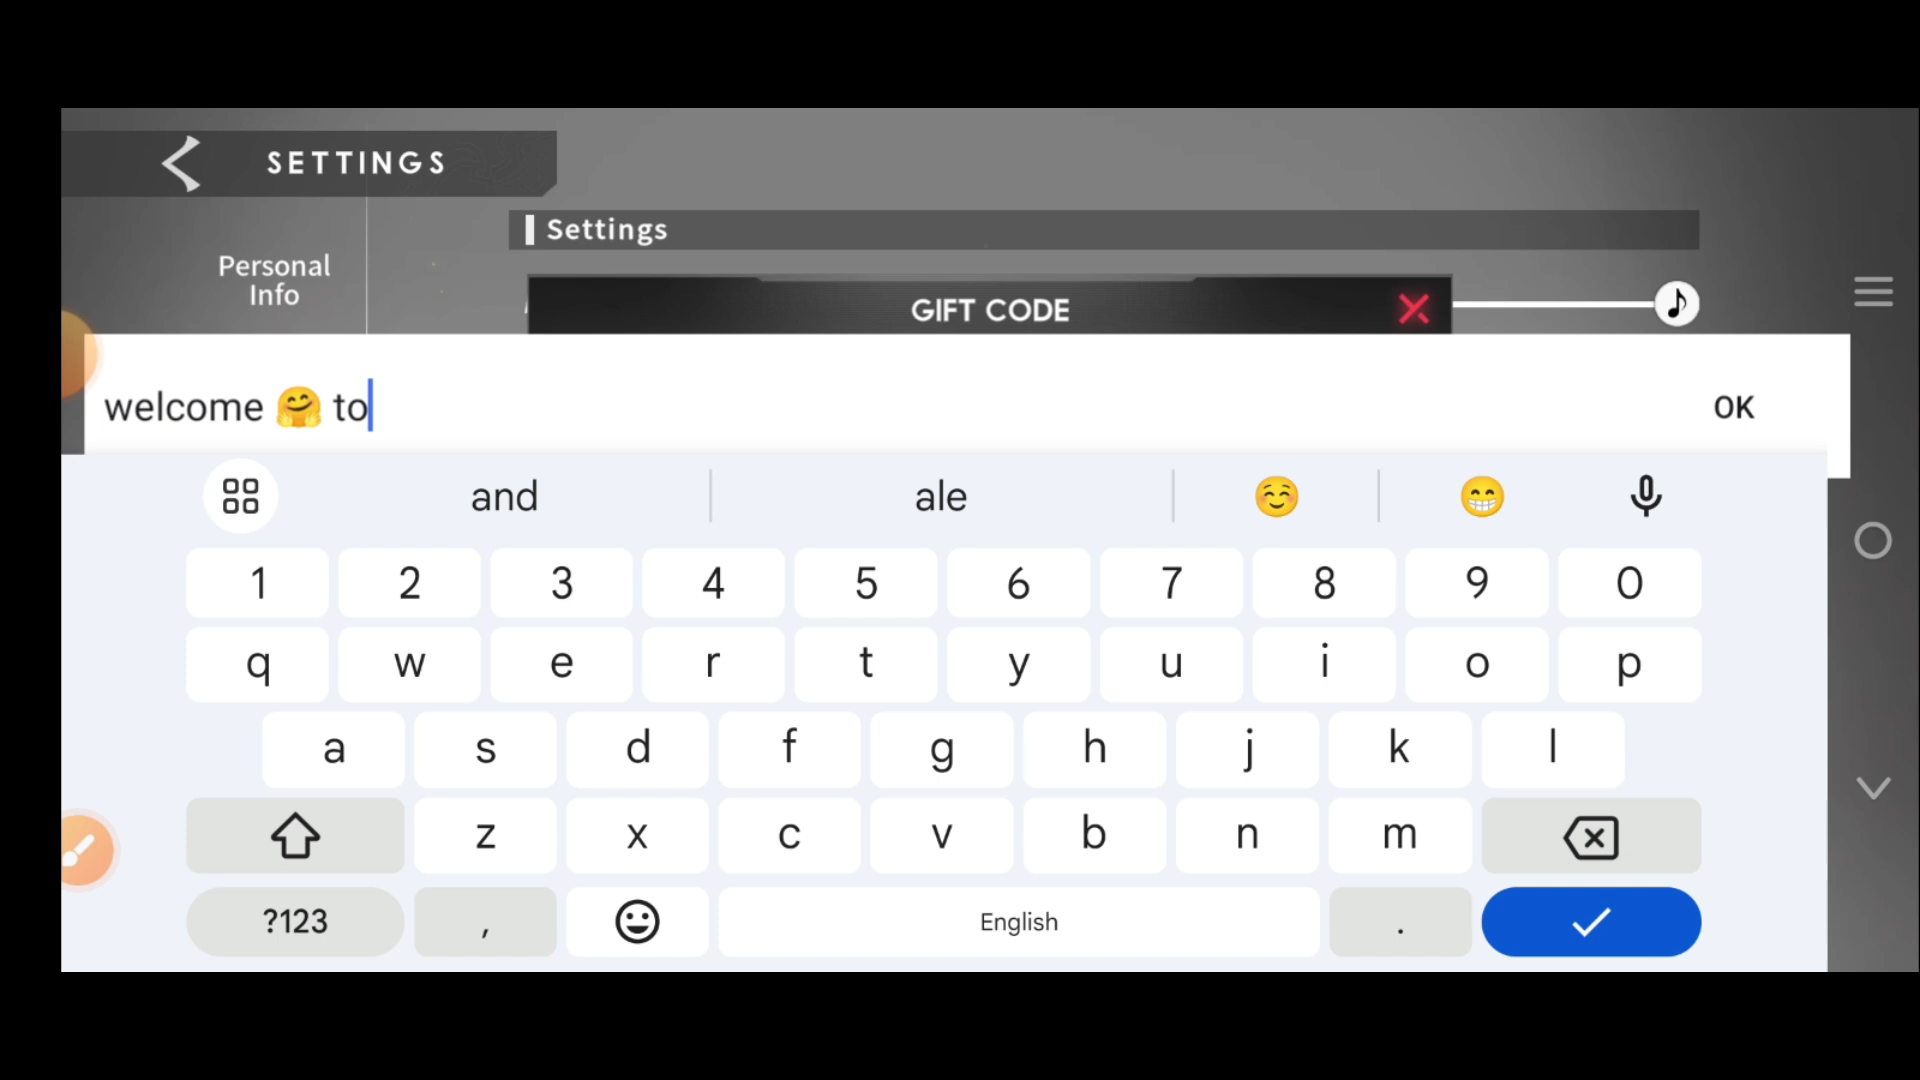 SETTINGS
Settings
Personal
Info
GIFT CODE
welcome 🤗 to
OK
and ale ☺️ 😁
1 2 3 4 5 6 7 8 9 0
q w e r t y u i o p
a s d f g h j k l
z x c v b n m
?123 , English .